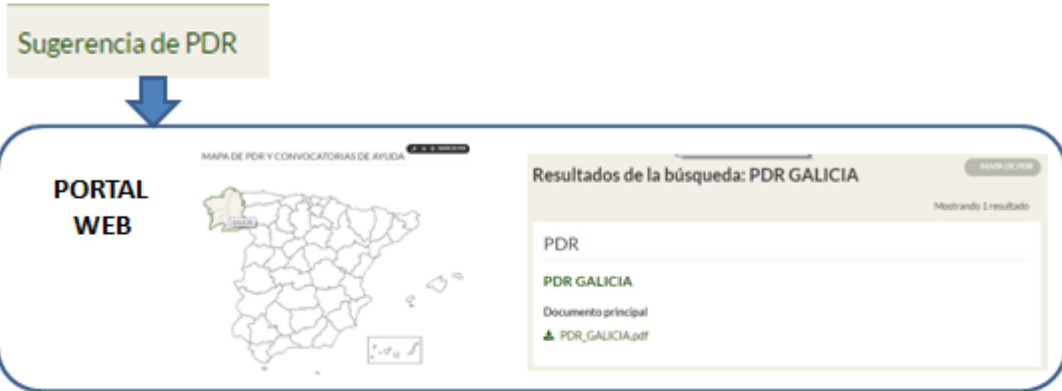 Sugerencia de PDR
MAPA DE PDR Y CONVOCATORIAS DE AYUDA
PORTAL
WEB
GALICIA
Resultados de la búsqueda: PDR GALICIA
MAPA DE PDR
Mostrando 1 resultado
PDR
PDR GALICIA
Documento principal
PDR_GALICIA.pdf